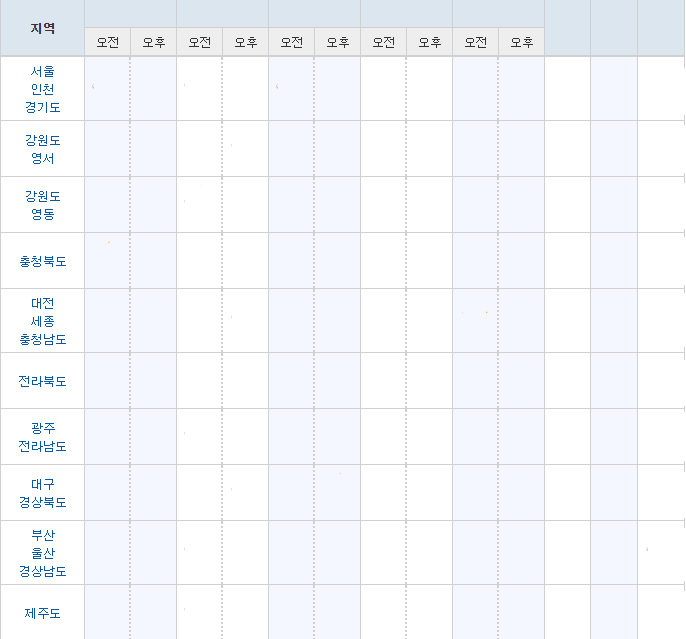 지역
오전 오후 오전 오후 오전 오후 오전 오후 오전 오후
서울
인천
경기도
강원도
영서
강원도
영동
충청북도
대전
세종
충청남도
전라북도
광주
전라남도
대구
경상북도
부산
울산
경상남도
제주도